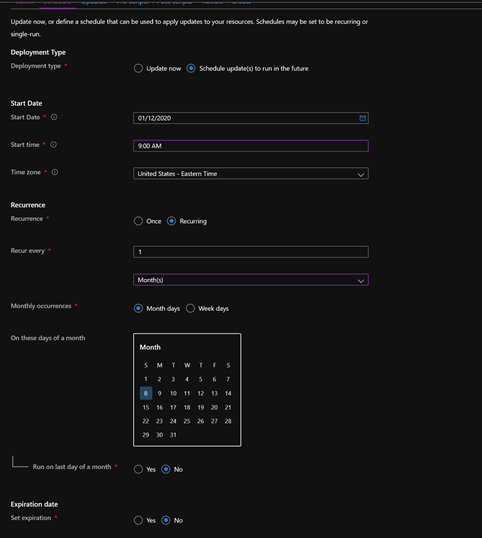 Update now, or define a schedule that can be used to apply updates to your resources. Schedules may be set to be recurring or
single-run.
Deployment Type
Deployment type *
Update now
Schedule update(s) to run in the future
Start Date
Start Date *
01/12/2020
Start time *
9:00 AM
Time zone *
United States - Eastern Time
Recurrence
Recurrence *
Once
Recurring
Recur every *
1
Month(s)
Monthly occurrences *
Month days
Week days
On these days of a month
Month
S M T W T F S
1 2 3 4 5 6 7
8 9 10 11 12 13 14
15 16 17 18 19 20 21
22 23 24 25 26 27 28
29 30 31
Run on last day of a month *
Yes
No
Expiration date
Set expiration *
Yes
No